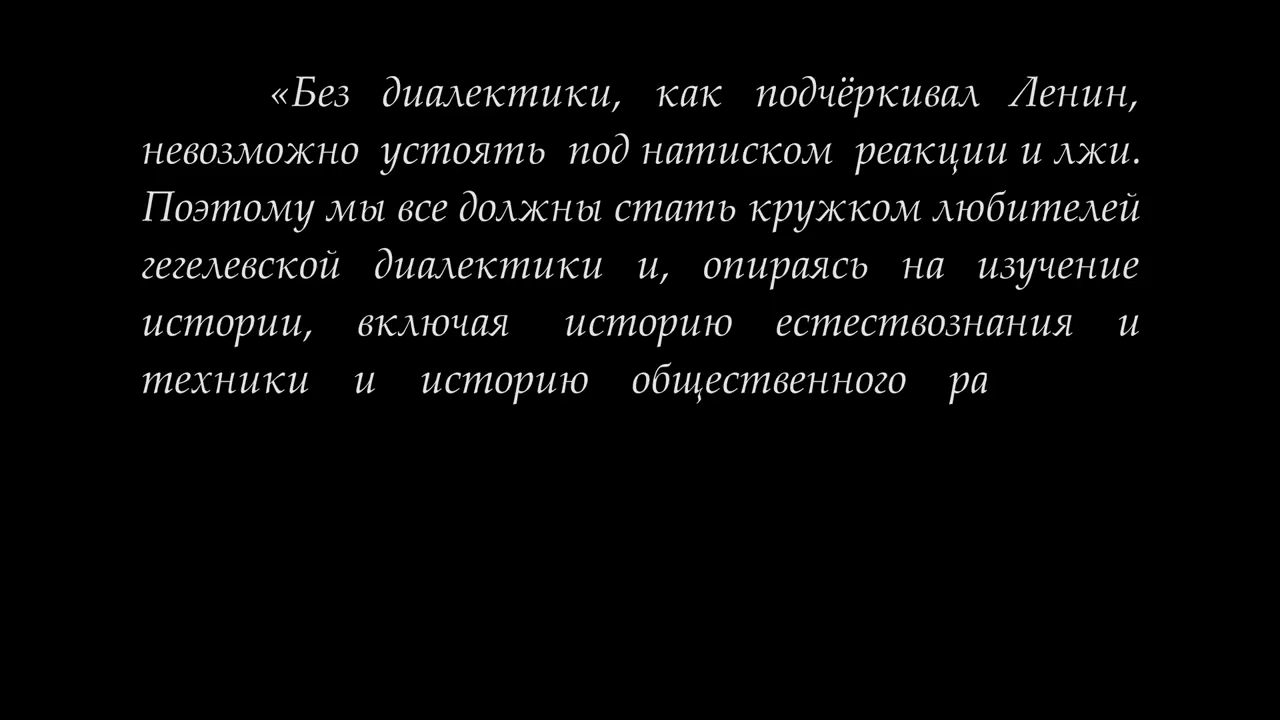 «Без диалектики, как подчёркивал Ленин,
невозможно устоять под натиском реакции и лжи.
Поэтому мы все должны стать кружком любителей
гегелевской диалектики и, опираясь на изучение
истории, включая историю естествознания и
техники и историю общественного ра